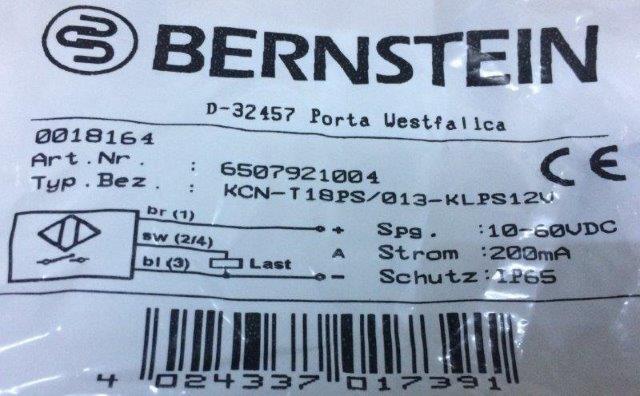 BERNSTEIN
D-32457 Porta Westfalica
0018164
Art.Nr. : 6507921004
Typ.Bez. : KCN-T18PS/013-KLPS12V
br (1) + Spg. :10-60VDC
sw (2/4) A Strom :200mA
bl (3) Last - Schutz:IP65
CE
4 024337 017391